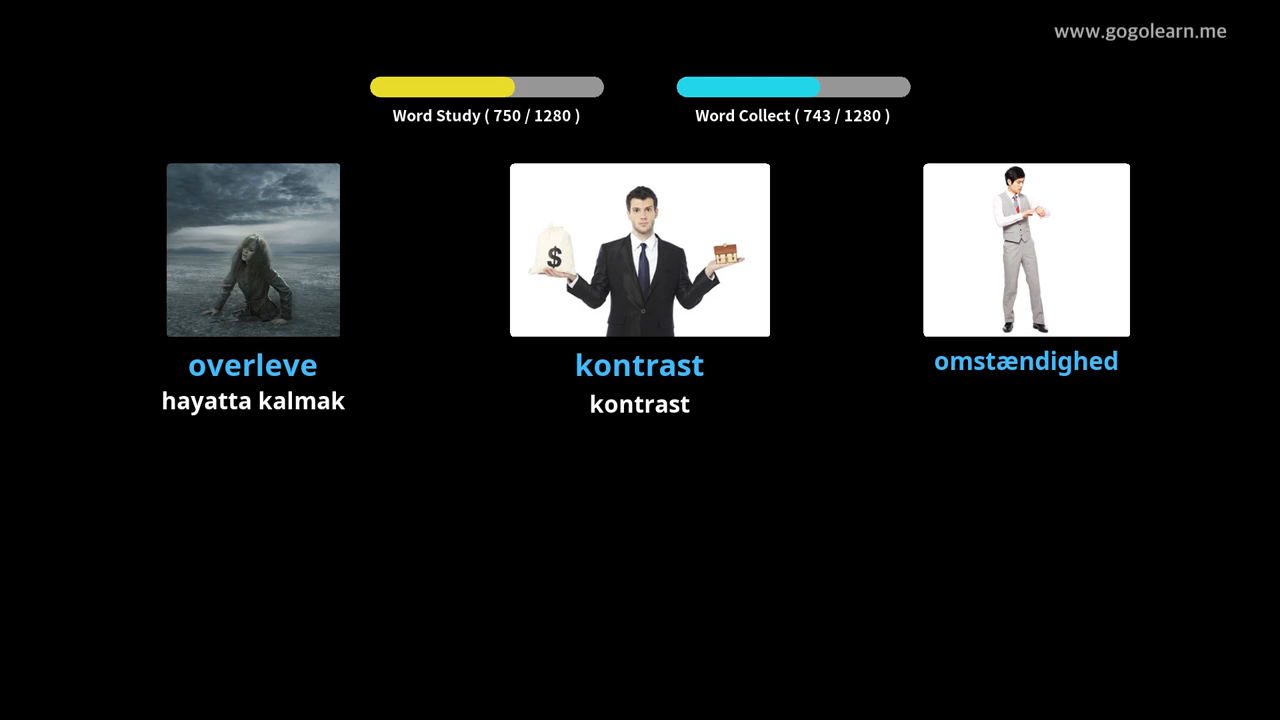 www.gogolearn.me
Word Study ( 750 / 1280 )
Word Collect ( 743 / 1280 )
$
overleve
hayatta kalmak
kontrast
kontrast
omstændighed